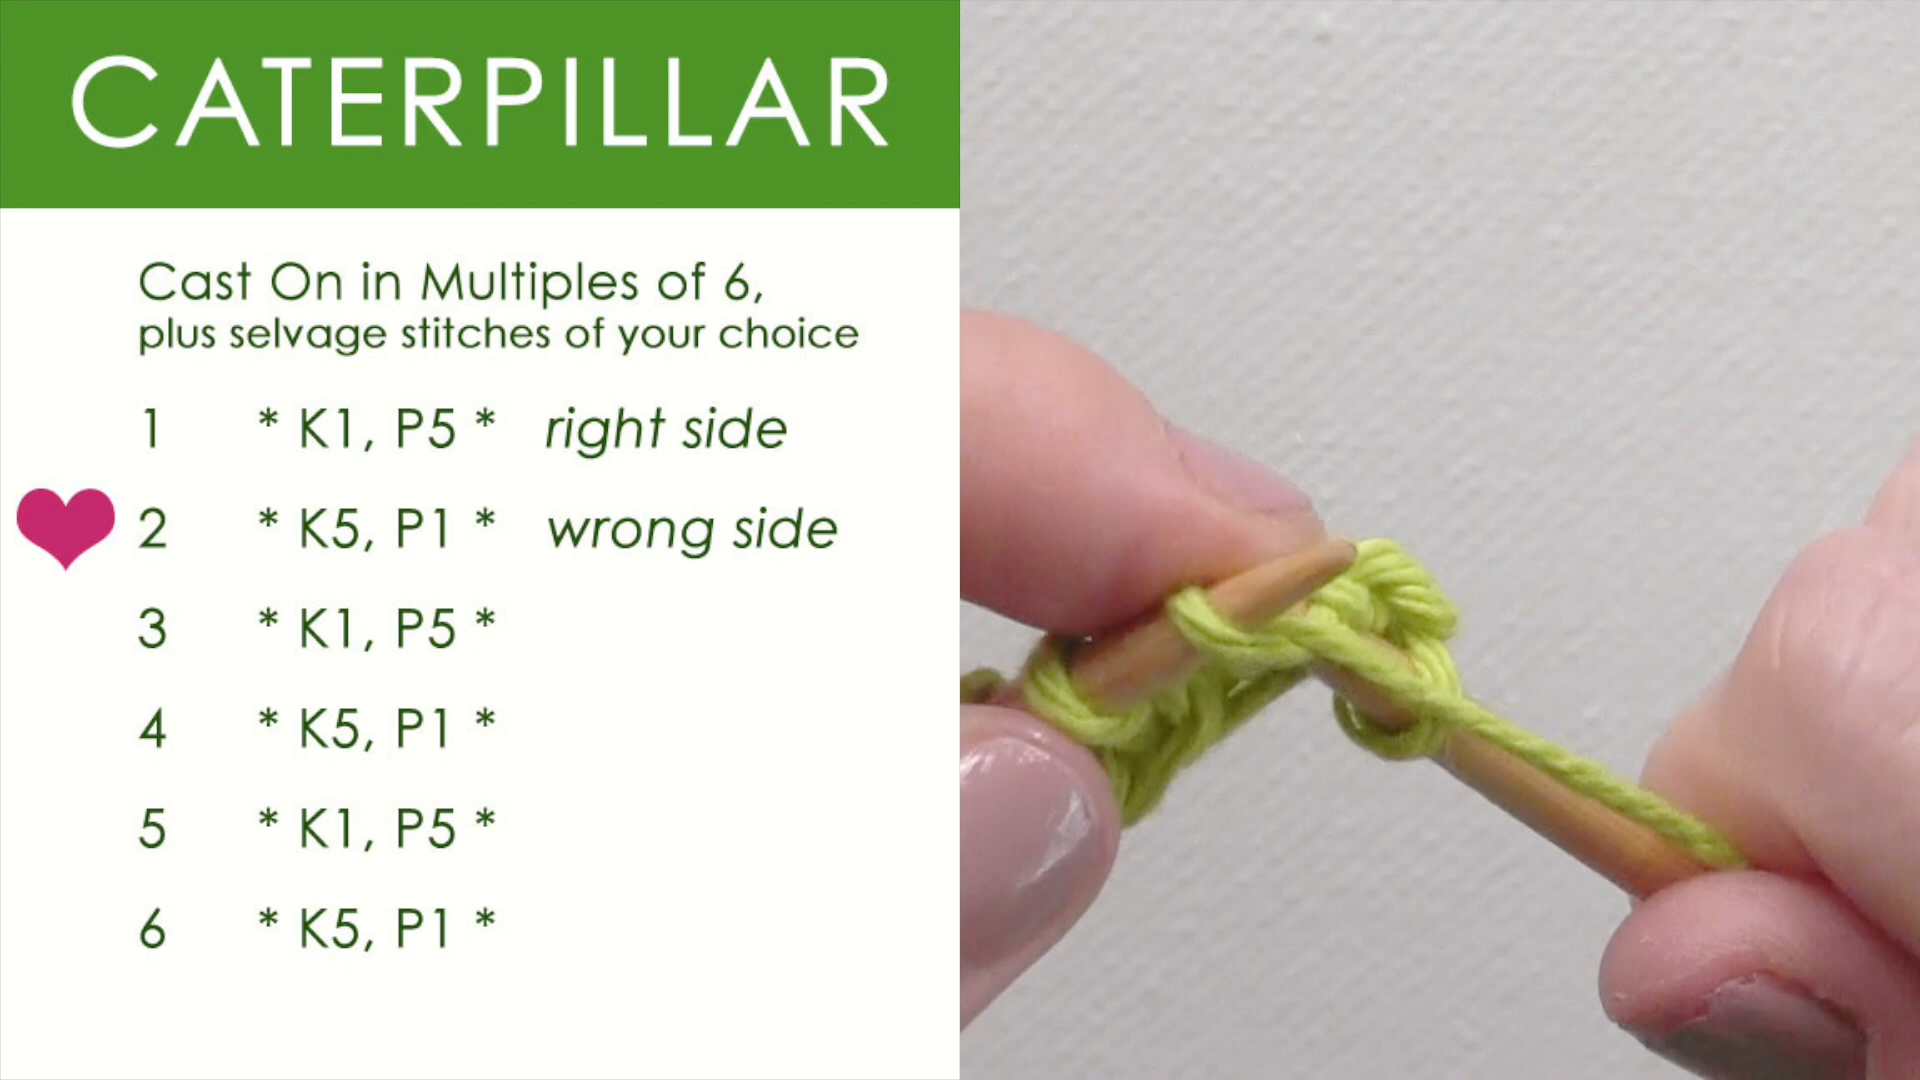 CATERPILLAR
Cast On in Multiples of 6,
plus selvage stitches of your choice
1 * K1, P5 * right side
2 * K5, P1 * wrong side
3 * K1, P5 *
4 * K5, P1 *
5 * K1, P5 *
6 * K5, P1 *